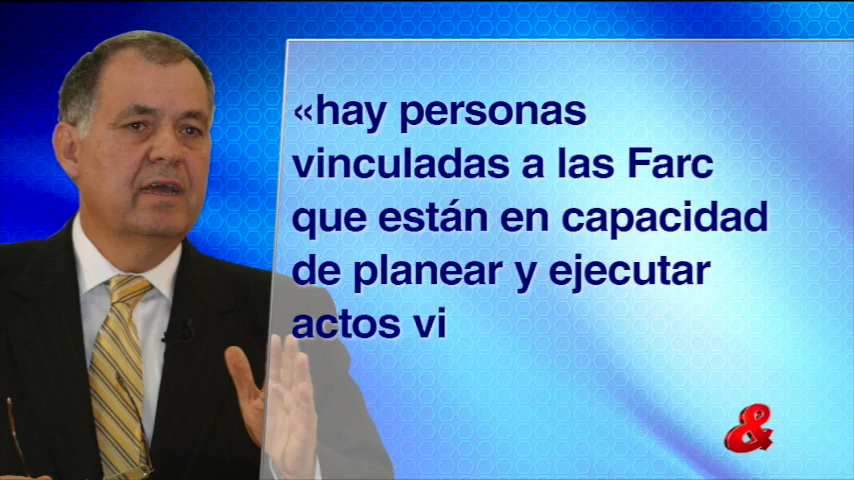 «hay personas
vinculadas a las Farc
que están en capacidad
de planear y ejecutar
actos vi
&